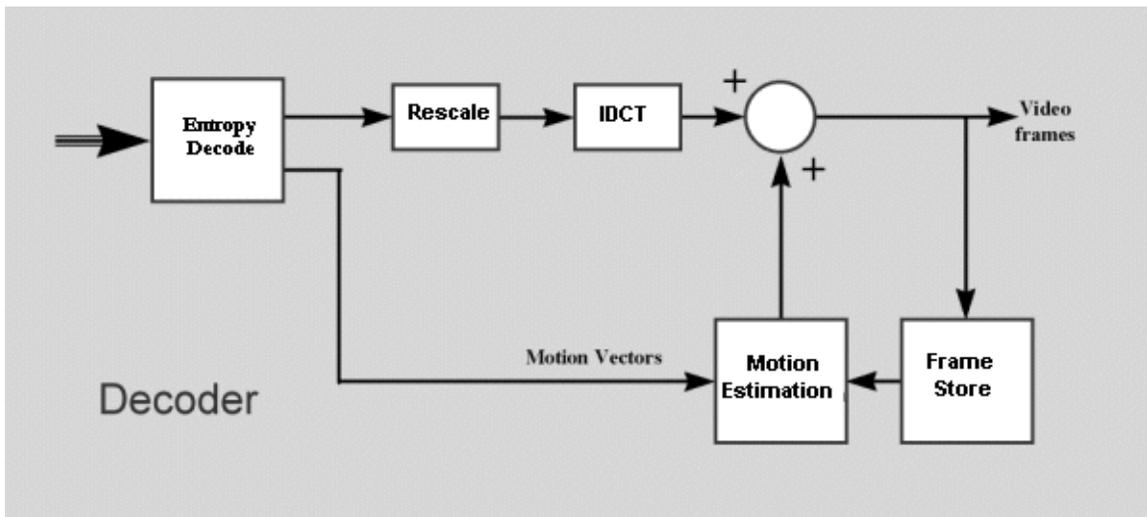 Entropy
Decode
Rescale
IDCT
+
Video
frames
+
Motion Vectors
Motion
Estimation
Frame
Store
Decoder